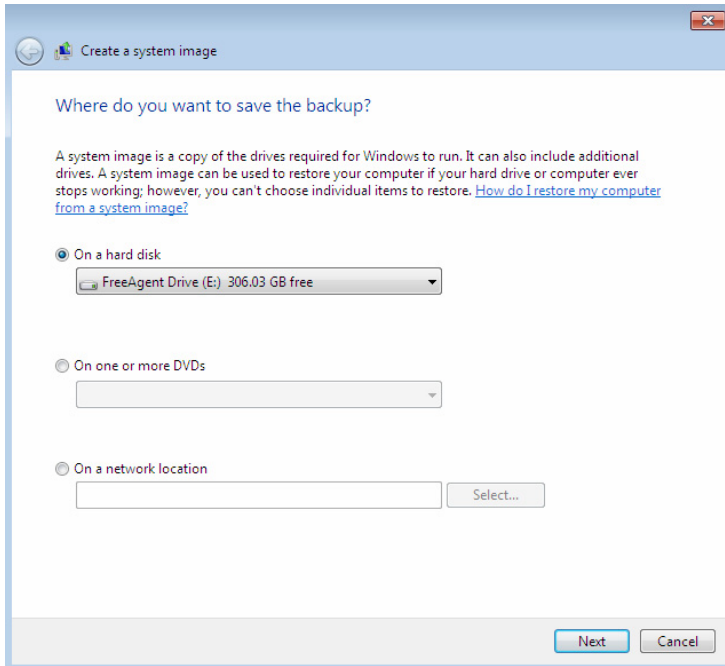 Create a system image
Where do you want to save the backup?
A system image is a copy of the drives required for Windows to run. It can also include additional
drives. A system image can be used to restore your computer if your hard drive or computer ever
stops working; however, you can't choose individual items to restore. How do I restore my computer
from a system image?
On a hard disk
FreeAgent Drive (E:)  306.03 GB free
On one or more DVDs
On a network location
Select...
Next
Cancel